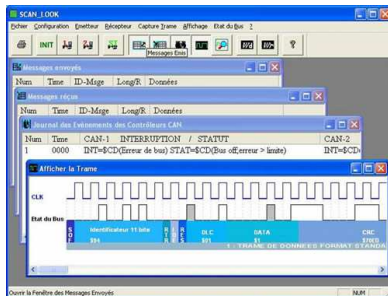 SCAN_LOOK
Fichier Configuration Emetteur Récepteur Capture Trame Affichage Etat du Bus ?
INIT
Messages Emis
Messages envoyés
Num Time ID-Msge Long/R Données
Messages reçus
Num Time ID-Msge Long/R Données
Journal des Evènements des Contrôleurs CAN
Num Time CAN-1 INTERRUPTION / STATUT CAN-2
1 0000 INT=$CD(Erreur de bus) STAT=$CD(Bus off,erreur > limite) INT=$CD(
Afficher la Trame
CLK
Etat du Bus
SOF Identificateur 11 bits DLC DATA CRC
$94 $01 $1
1 : TRAME DE DONNEES FORMAT STANDA
Ouvrir la Fenêtre des Messages Envoyés
NUM